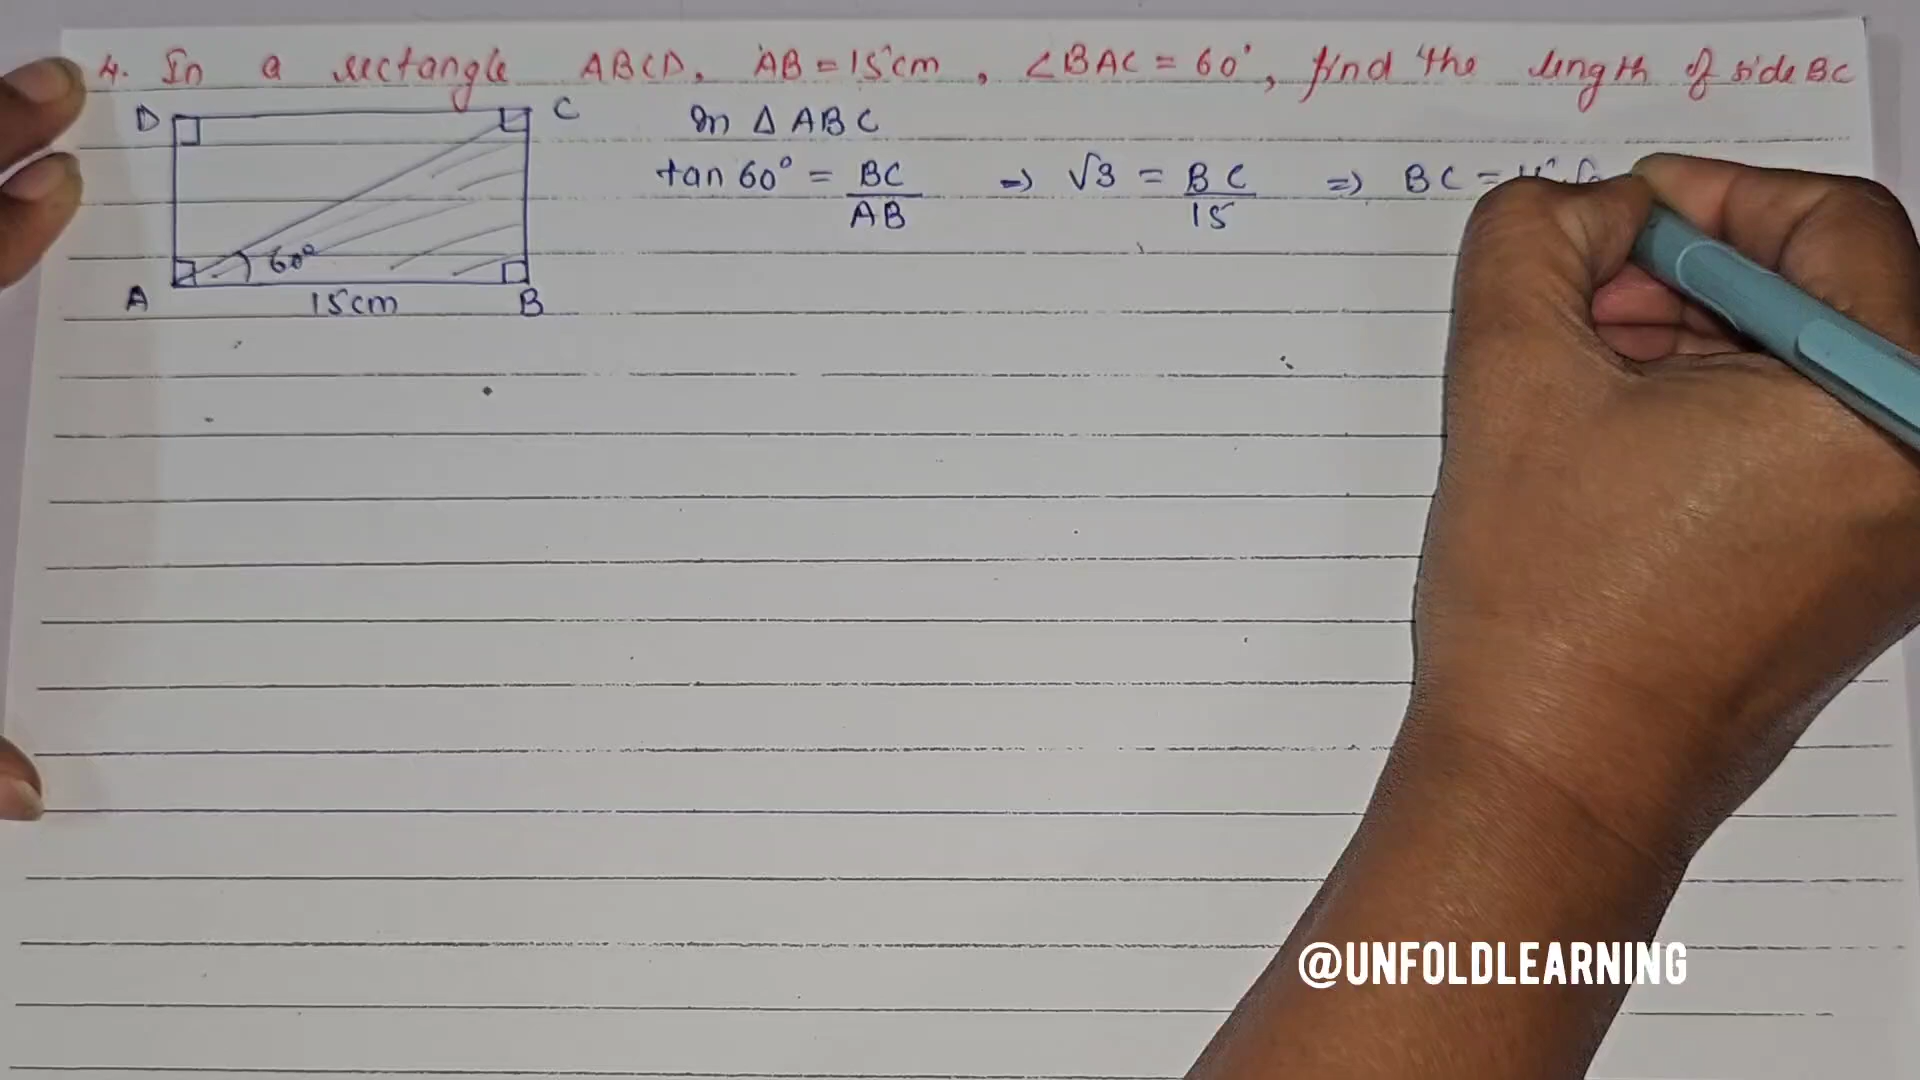 4. In a rectangle ABCD, AB = 15cm, ∠BAC = 60°, find the length of side BC
D C In Δ ABC
tan 60° = BC/AB => √3 = BC/15 => BC =
60°
A 15cm B
@UNFOLDLEARNING